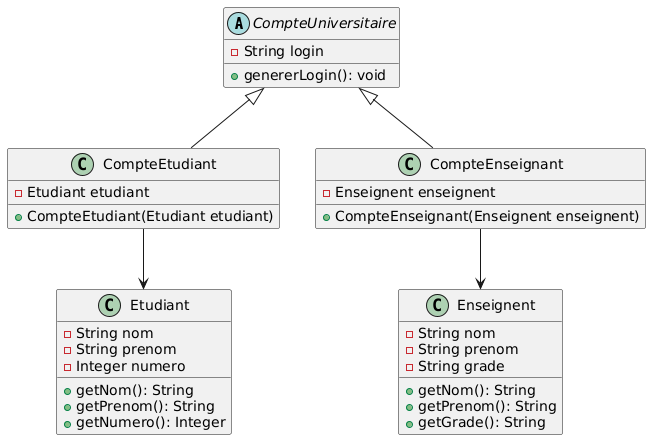 A CompteUniversitaire
String login
genererLogin(): void
C CompteEtudiant
Etudiant etudiant
CompteEtudiant(Etudiant etudiant)
C CompteEnseignant
Enseignent enseignent
CompteEnseignant(Enseignent enseignent)
C Etudiant
String nom
String prenom
Integer numero
getNom(): String
getPrenom(): String
getNumero(): Integer
C Enseignent
String nom
String prenom
String grade
getNom(): String
getPrenom(): String
getGrade(): String